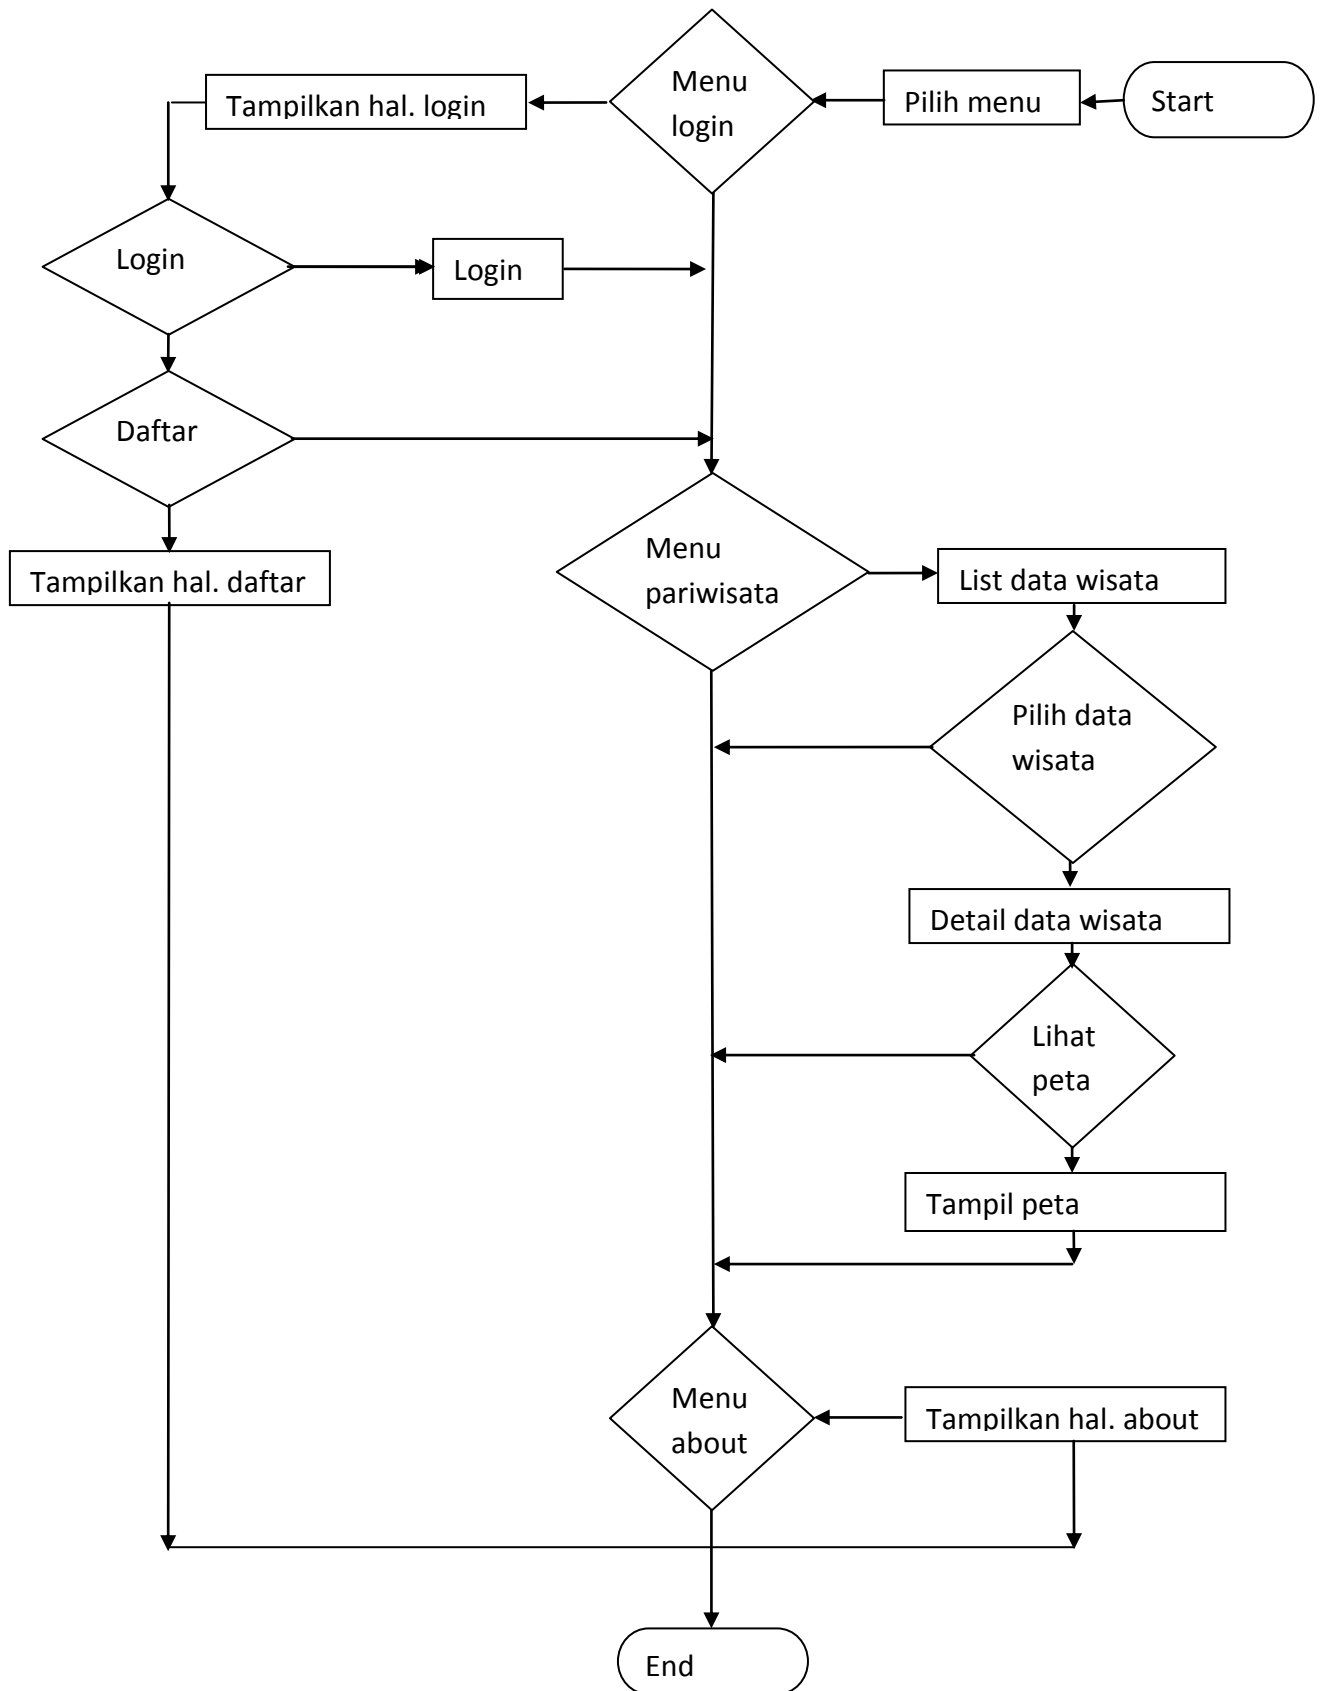 Menu
login
Pilih menu
Start
Tampilkan hal. login
Login
Login
Daftar
Tampilkan hal. daftar
Menu
pariwisata
List data wisata
Pilih data
wisata
Detail data wisata
Lihat
peta
Tampil peta
Menu
about
Tampilkan hal. about
End